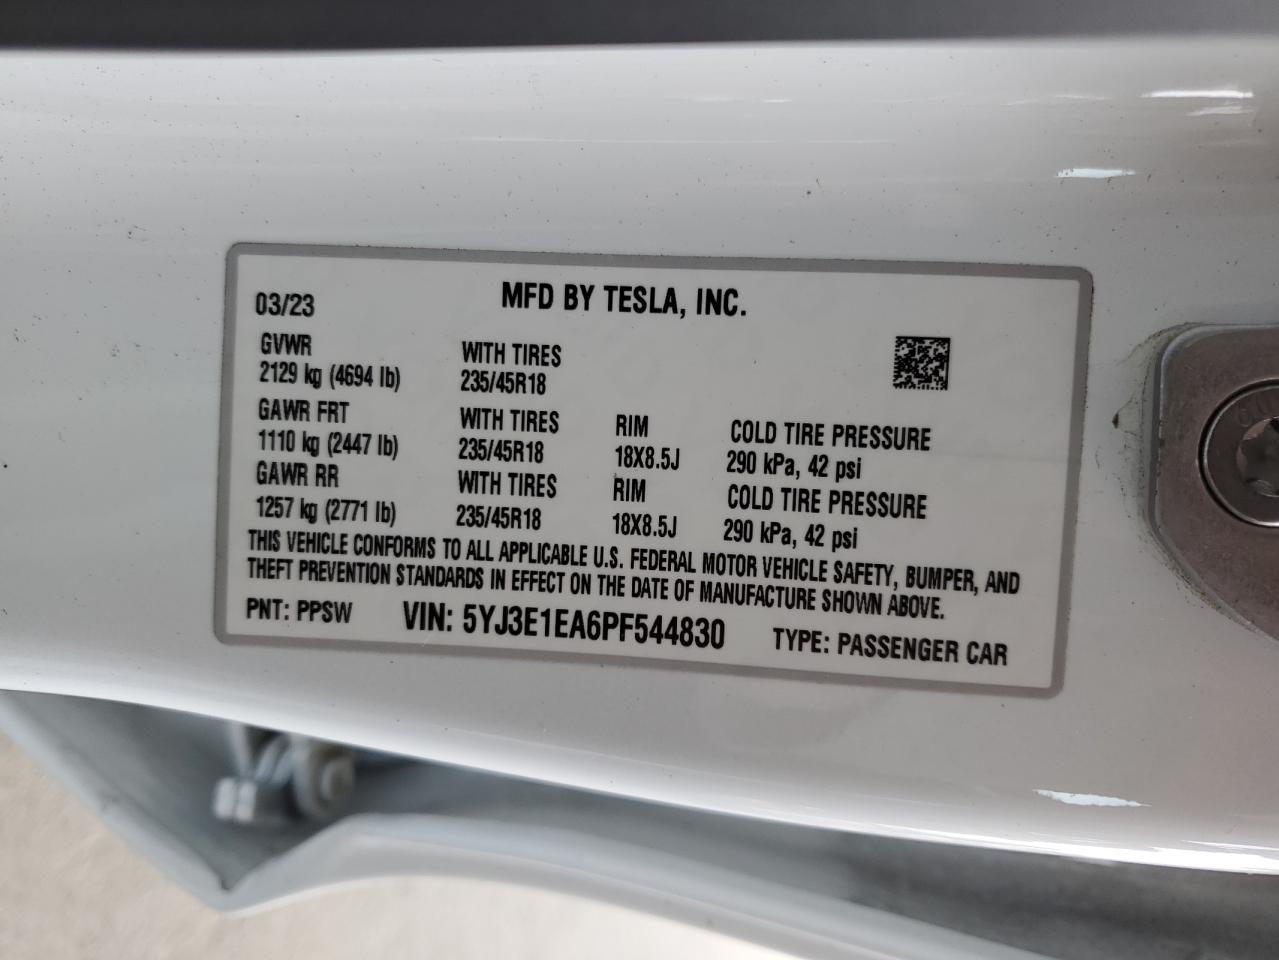 MFD BY TESLA, INC.
03/23
GVWR
2129 kg (4694 lb)
WITH TIRES
235/45R18
GAWR FRT
1110 kg (2447 lb)
WITH TIRES
235/45R18
RIM
18X8.5J
COLD TIRE PRESSURE
290 kPa, 42 psi
GAWR RR
1257 kg (2771 lb)
WITH TIRES
235/45R18
RIM
18X8.5J
COLD TIRE PRESSURE
290 kPa, 42 psi
THIS VEHICLE CONFORMS TO ALL APPLICABLE U.S. FEDERAL MOTOR VEHICLE SAFETY, BUMPER, AND
THEFT PREVENTION STANDARDS IN EFFECT ON THE DATE OF MANUFACTURE SHOWN ABOVE.
PNT: PPSW VIN: 5YJ3E1EA6PF544830 TYPE: PASSENGER CAR